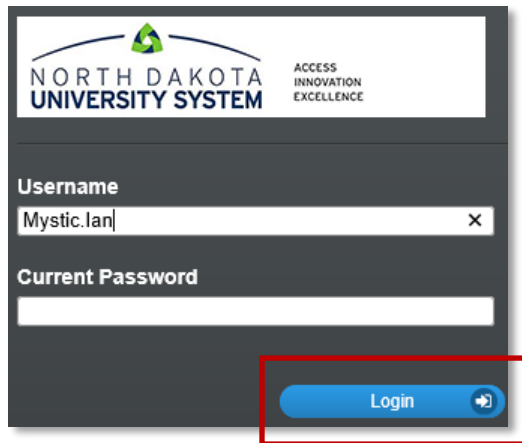 NORTH DAKOTA
UNIVERSITY SYSTEM
ACCESS
INNOVATION
EXCELLENCE
Username
Mystic.Ian
Current Password
Login